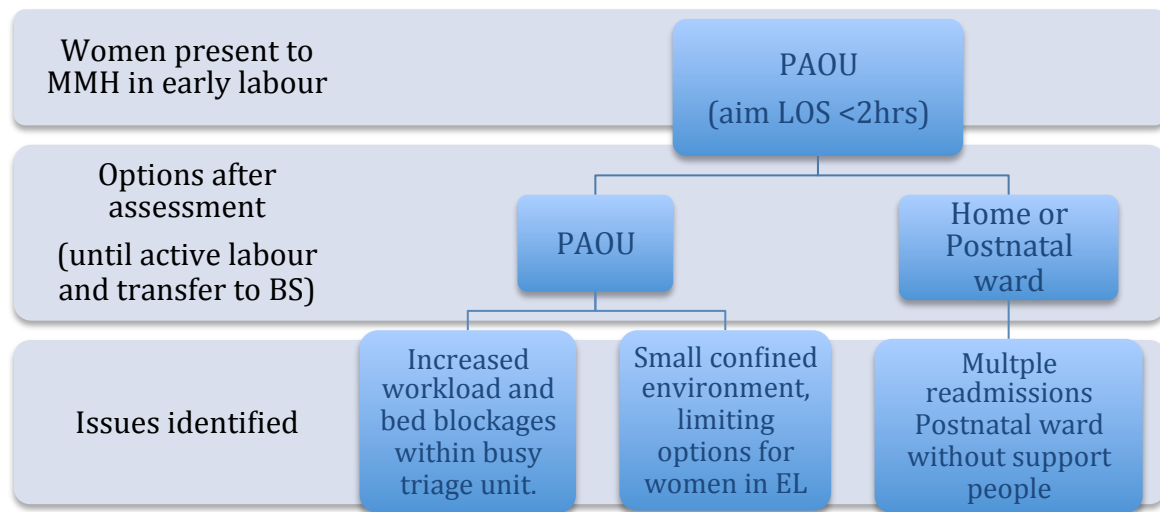 Women present to
MMH in early labour
PAOU
(aim LOS <2hrs)
Options after
assessment
(until active labour
and transfer to BS)
PAOU
Home or
Postnatal
ward
Issues identified
Increased
workload and
bed blockages
within busy
triage unit.
Small confined
environment,
limiting
options for
women in EL
Multple
readmissions
Postnatal ward
without support
people